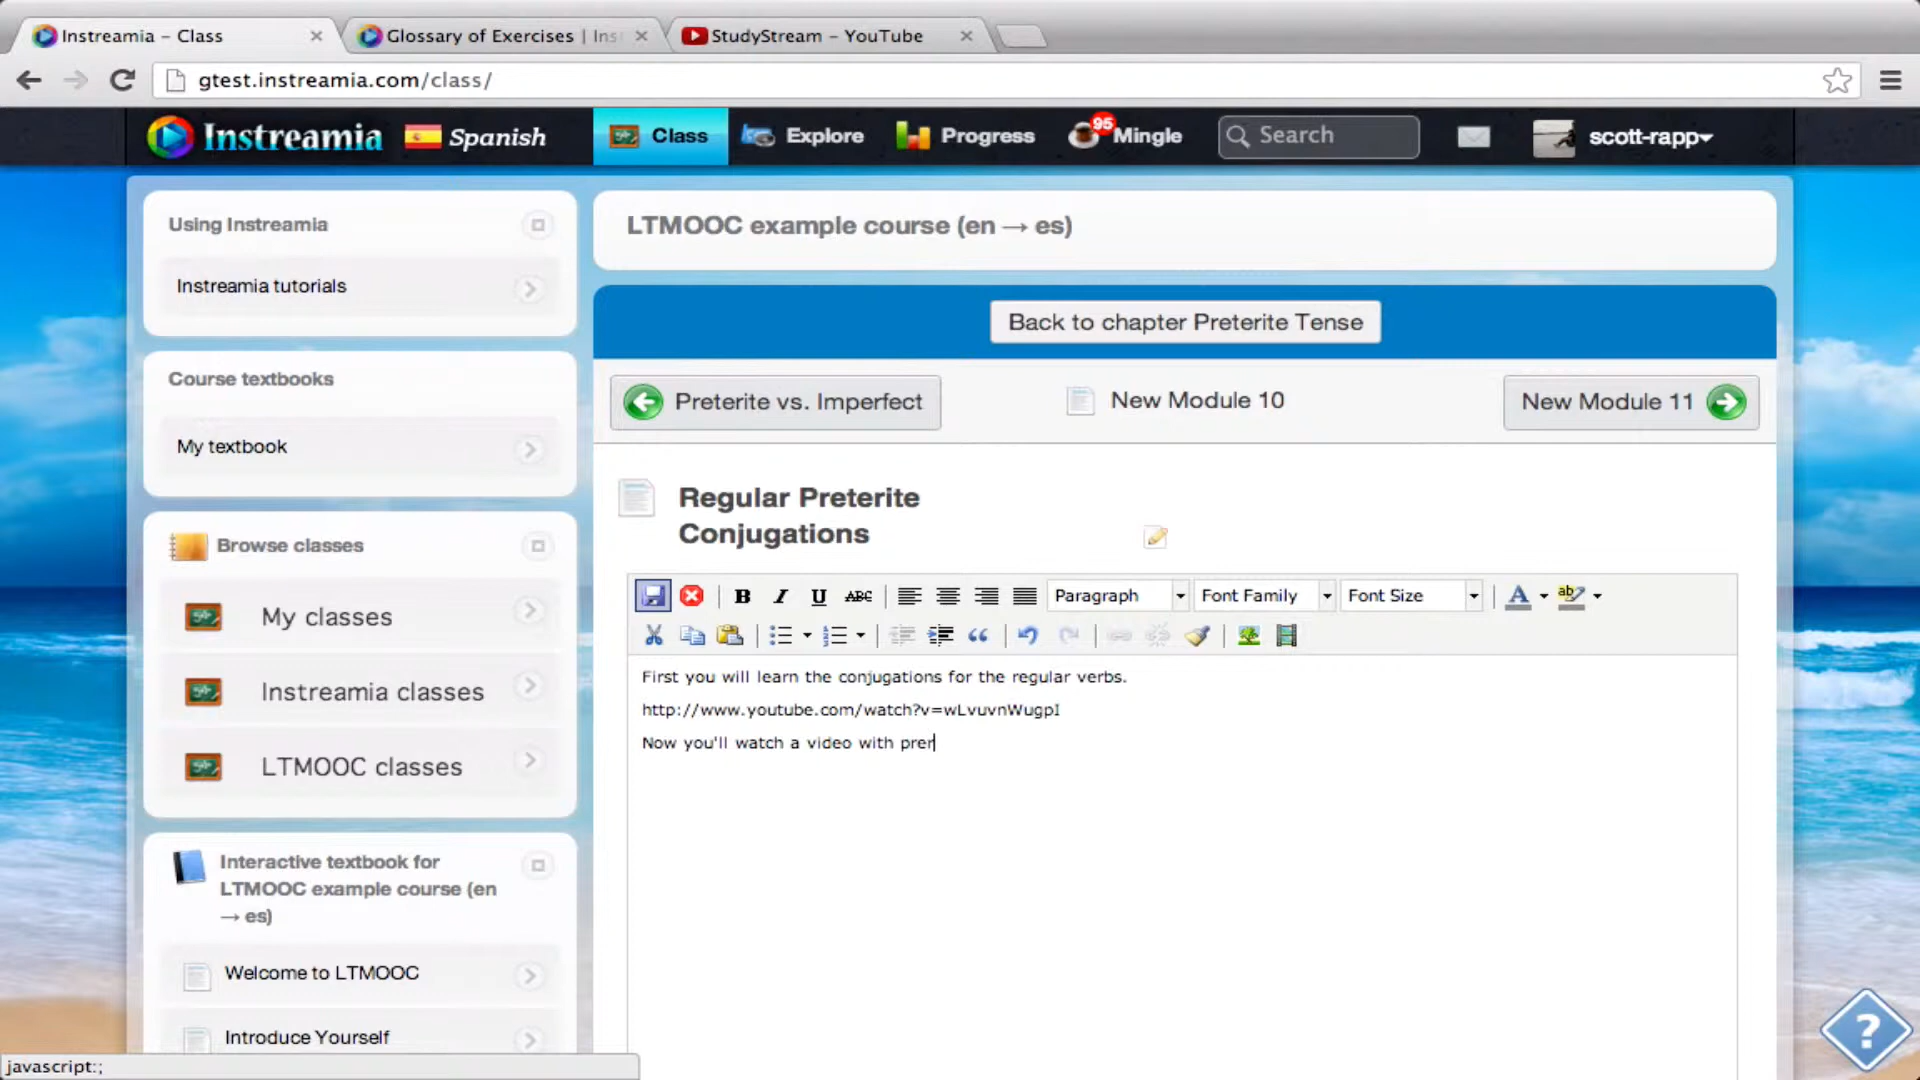 Instreamia – Class
Glossary of Exercises | Ins
StudyStream – YouTube
gtest.instreamia.com/class/
Instreamia
Spanish
Class
Explore
Progress
95
Mingle
Search
scott-rapp
Using Instreamia
Instreamia tutorials
Course textbooks
My textbook
Browse classes
My classes
Instreamia classes
LTMOOC classes
Interactive textbook for
LTMOOC example course (en
→ es)
Welcome to LTMOOC
Introduce Yourself
LTMOOC example course (en → es)
Back to chapter Preterite Tense
Preterite vs. Imperfect
New Module 10
New Module 11
Regular Preterite
Conjugations
B I U ABC
Paragraph
Font Family
Font Size
A
ab
First you will learn the conjugations for the regular verbs.
http://www.youtube.com/watch?v=wLvuvnWugpI
Now you'll watch a video with prer
?
javascript:;